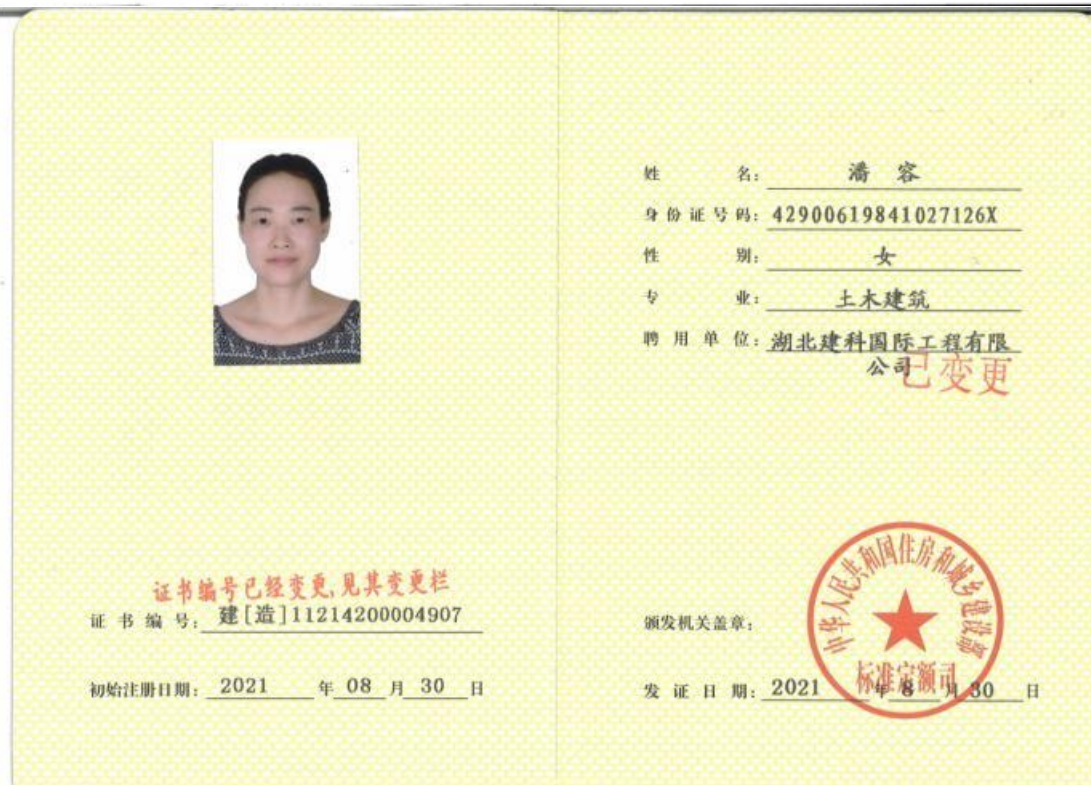 证书编号已经变更,见其变更栏
证书编号: 建[造]11214200004907
初始注册日期: 2021 年 08 月 30 日
姓名: 潘容
身份证号码: 42900619841027126X
性别: 女
专业: 土木建筑
聘用单位: 湖北建科国际工程有限
公司
已变更
颁发机关盖章:
中华人民共和国住房和城乡建设部
标准定额司
发证日期: 2021 年 8 月 30 日